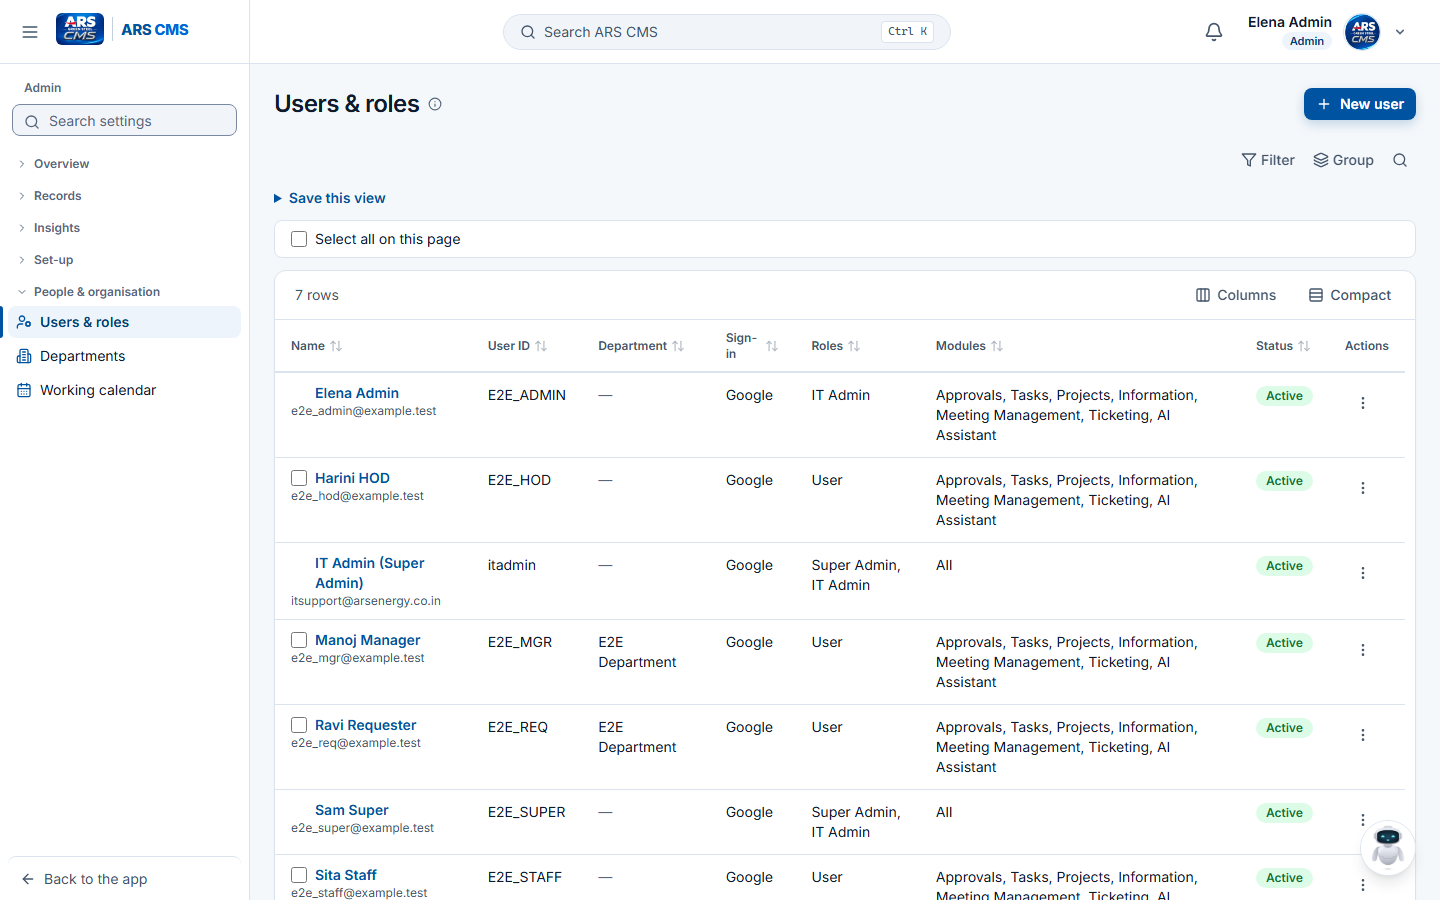 ARS
CMS
ARS CMS
Search ARS CMS
Ctrl K
Elena Admin
Admin
ARS
CMS
Admin
Search settings
Overview
Records
Insights
Set-up
People & organisation
Users & roles
Departments
Working calendar
Back to the app
Users & roles
+ New user
Filter
Group
Save this view
Select all on this page
7 rows
Columns
Compact
Name User ID Department Sign-in Roles Modules Status Actions
Elena Admin E2E_ADMIN — Google IT Admin Approvals, Tasks, Projects, Information, Active
e2e_admin@example.test Meeting Management, Ticketing, AI
Assistant
Harini HOD E2E_HOD — Google User Approvals, Tasks, Projects, Information, Active
e2e_hod@example.test Meeting Management, Ticketing, AI
Assistant
IT Admin (Super itadmin — Google Super Admin, All Active
Admin) IT Admin
itsupport@arsenergy.co.in
Manoj Manager E2E_MGR E2E Google User Approvals, Tasks, Projects, Information, Active
e2e_mgr@example.test Department Meeting Management, Ticketing, AI
Assistant
Ravi Requester E2E_REQ E2E Google User Approvals, Tasks, Projects, Information, Active
e2e_req@example.test Department Meeting Management, Ticketing, AI
Assistant
Sam Super E2E_SUPER — Google Super Admin, All Active
e2e_super@example.test IT Admin
Sita Staff E2E_STAFF — Google User Approvals, Tasks, Projects, Information, Active
e2e_staff@example.test Meeting Management, Ticketing, AI